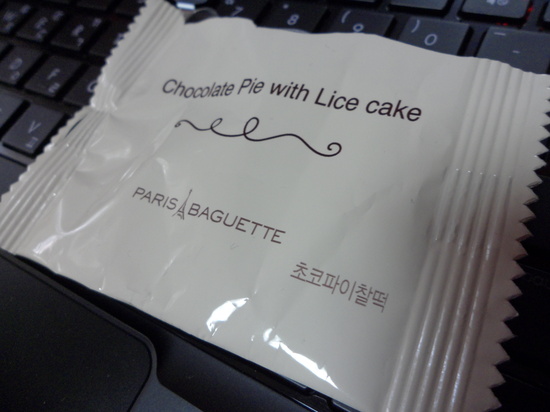 Chocolate Pie with Lice cake
PARIS BAGUETTE
초코파이찰떡